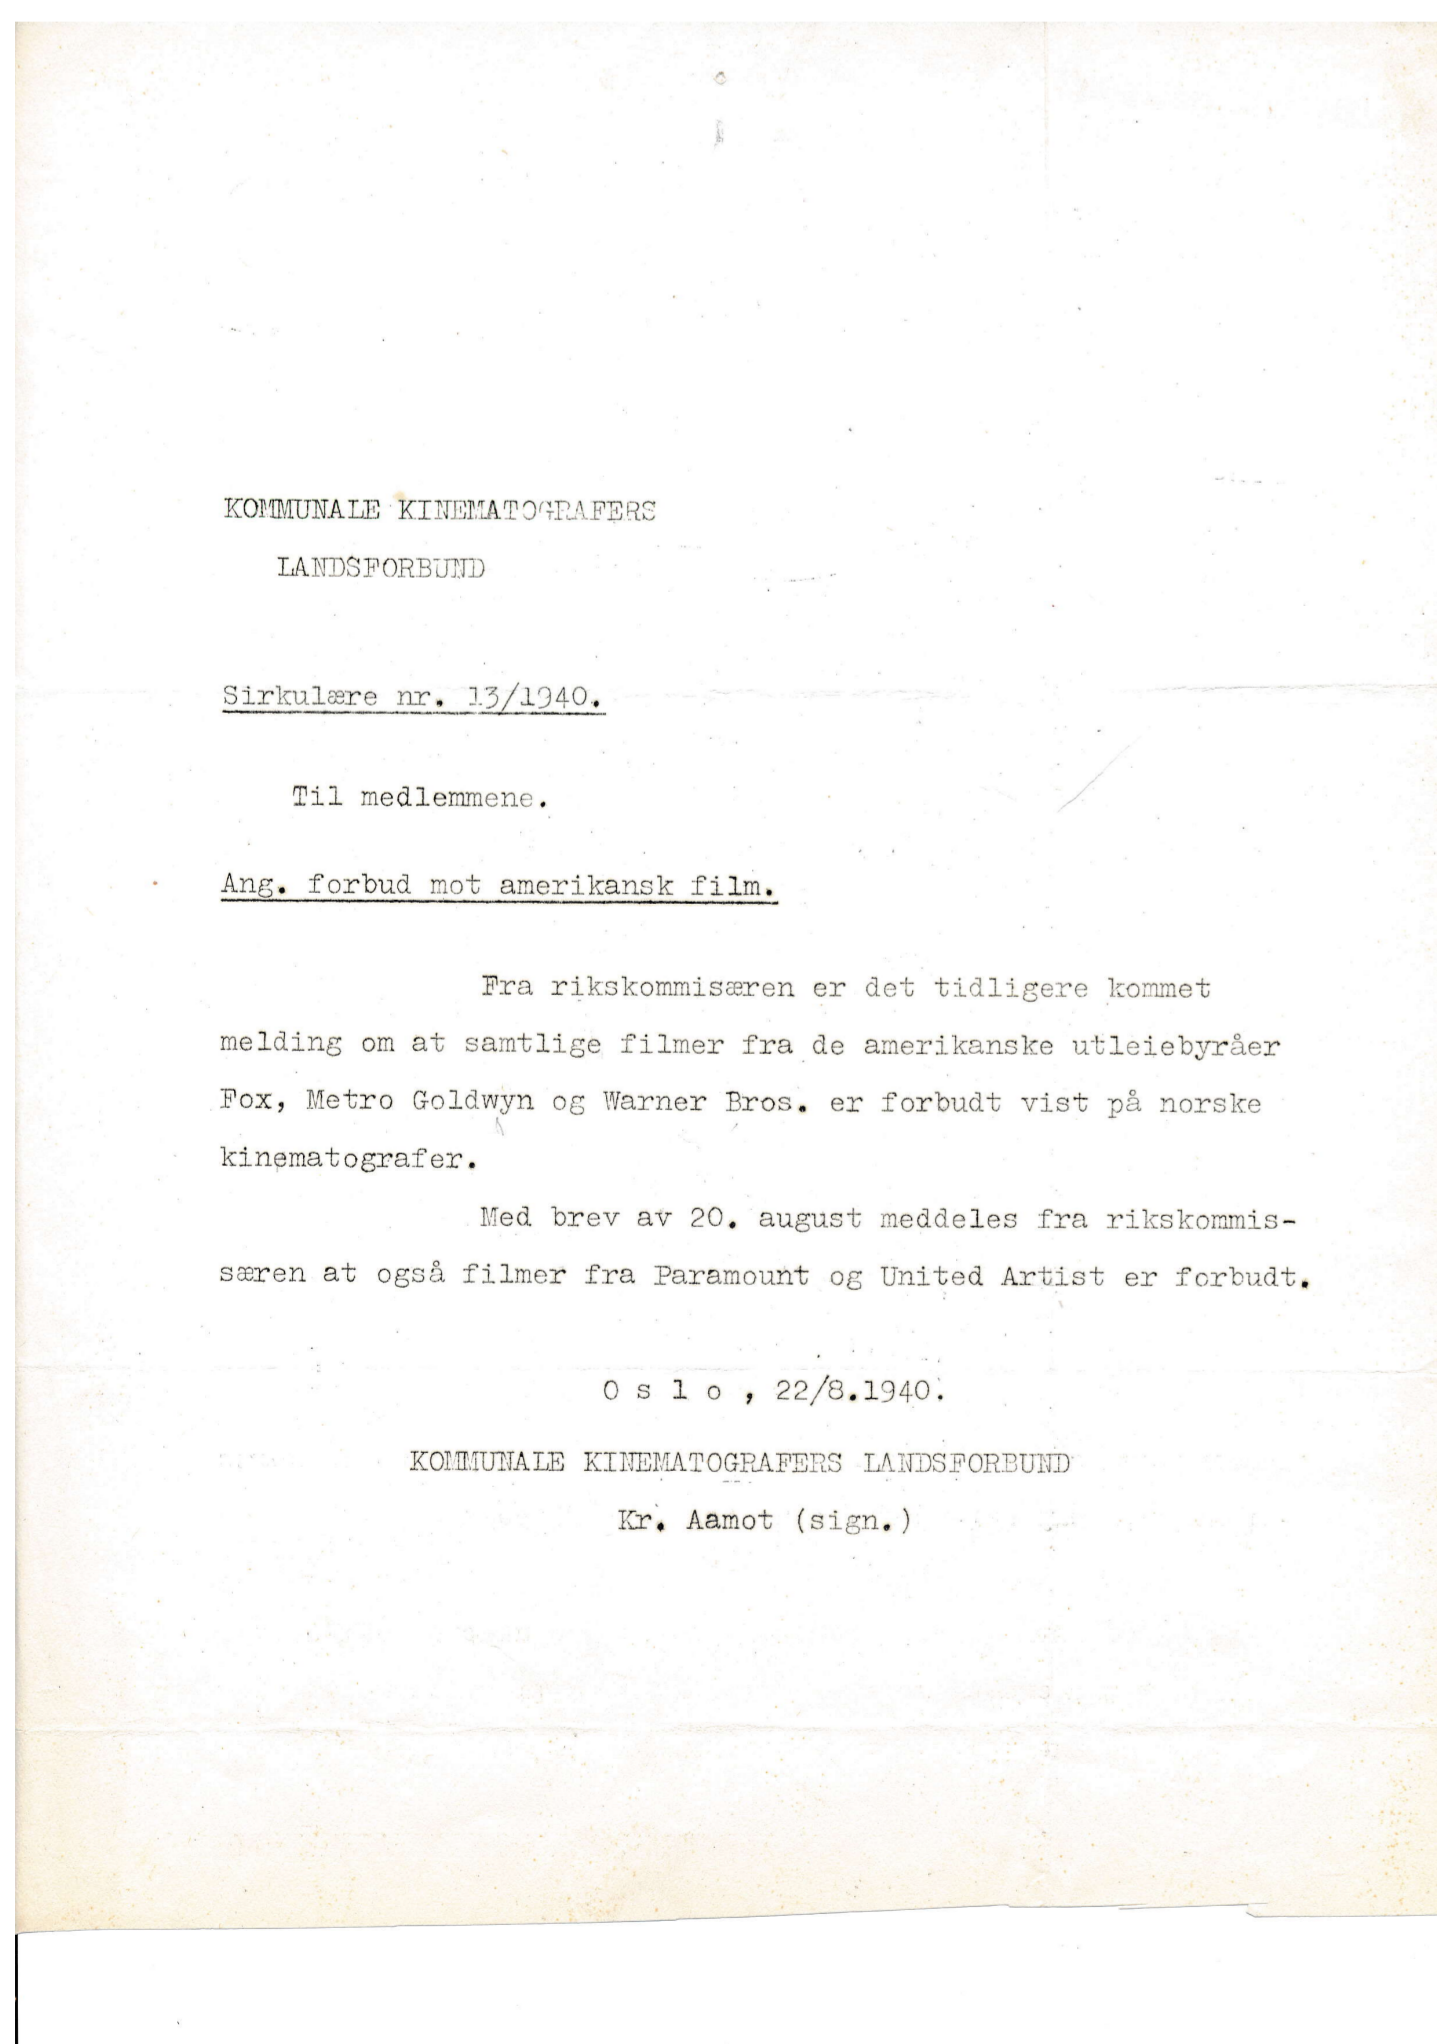 KOMMUNALE KINEMATOGRAFERS
LANDSFORBUND
Sirkulære nr. 13/1940.
Til medlemmene.
Ang. forbud mot amerikansk film.
Fra rikskommisæren er det tidligere kommet
melding om at samtlige filmer fra de amerikanske utleiebyråer
Fox, Metro Goldwyn og Warner Bros. er forbudt vist på norske
kinematografer.
Med brev av 20. august meddeles fra rikskommis-
særen at også filmer fra Paramount og United Artist er forbudt.
O s l o , 22/8.1940.
KOMMUNALE KINEMATOGRAFERS LANDSFORBUND
Kr. Aamot (sign.)